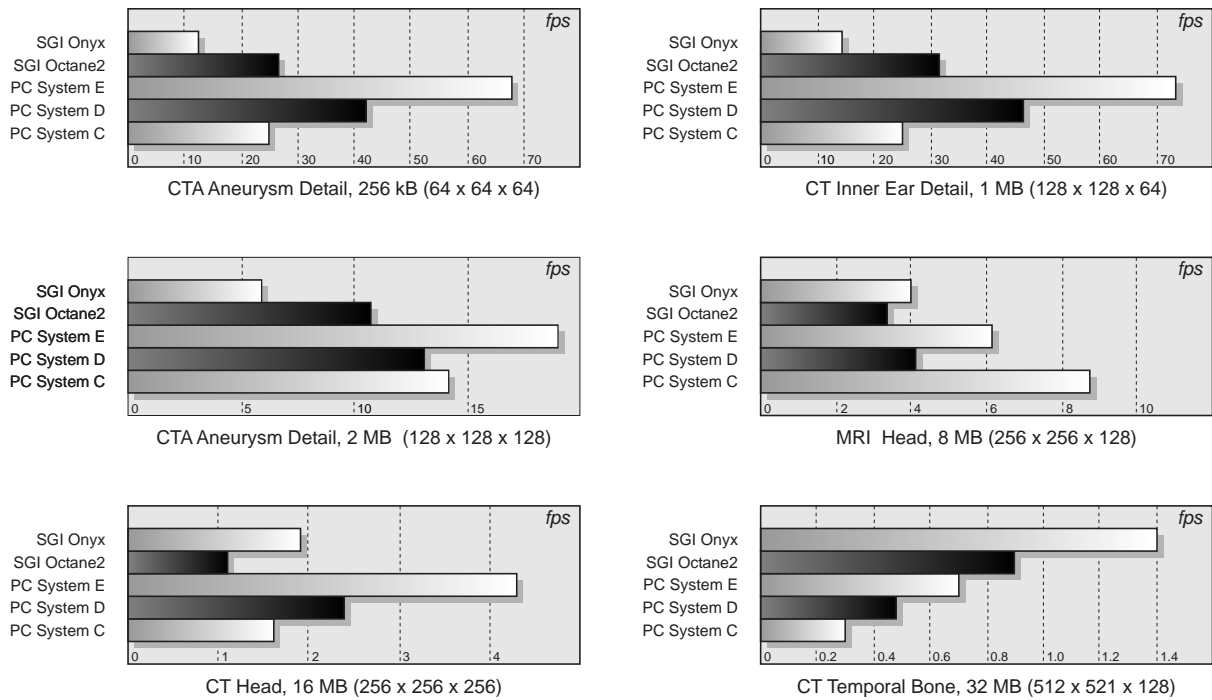 fps
SGI Onyx
SGI Octane2
PC System E
PC System D
PC System C
0 10 20 30 40 50 60 70
CTA Aneurysm Detail, 256 kB (64 x 64 x 64)
fps
SGI Onyx
SGI Octane2
PC System E
PC System D
PC System C
0 10 20 30 40 50 60 70
CT Inner Ear Detail, 1 MB (128 x 128 x 64)
fps
SGI Onyx
SGI Octane2
PC System E
PC System D
PC System C
0 5 10 15
CTA Aneurysm Detail, 2 MB (128 x 128 x 128)
fps
SGI Onyx
SGI Octane2
PC System E
PC System D
PC System C
0 2 4 6 8 10
MRI Head, 8 MB (256 x 256 x 128)
fps
SGI Onyx
SGI Octane2
PC System E
PC System D
PC System C
0 1 2 3 4
CT Head, 16 MB (256 x 256 x 256)
fps
SGI Onyx
SGI Octane2
PC System E
PC System D
PC System C
0 0.2 0.4 0.6 0.8 1.0 1.2 1.4
CT Temporal Bone, 32 MB (512 x 521 x 128)